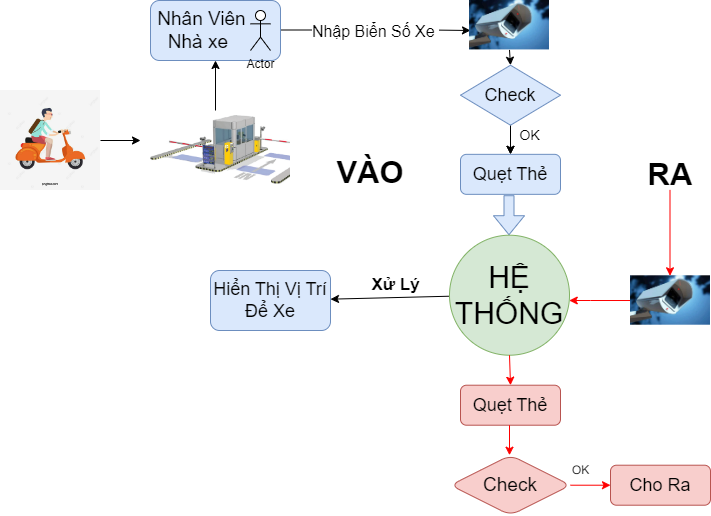 Nhân Viên
Nhà xe
Actor
Nhập Biển Số Xe
Check
OK
Quẹt Thẻ
VÀO
RA
HỆ
THỐNG
Xử Lý
Hiển Thị Vị Trí
Để Xe
Quẹt Thẻ
Check
OK
Cho Ra